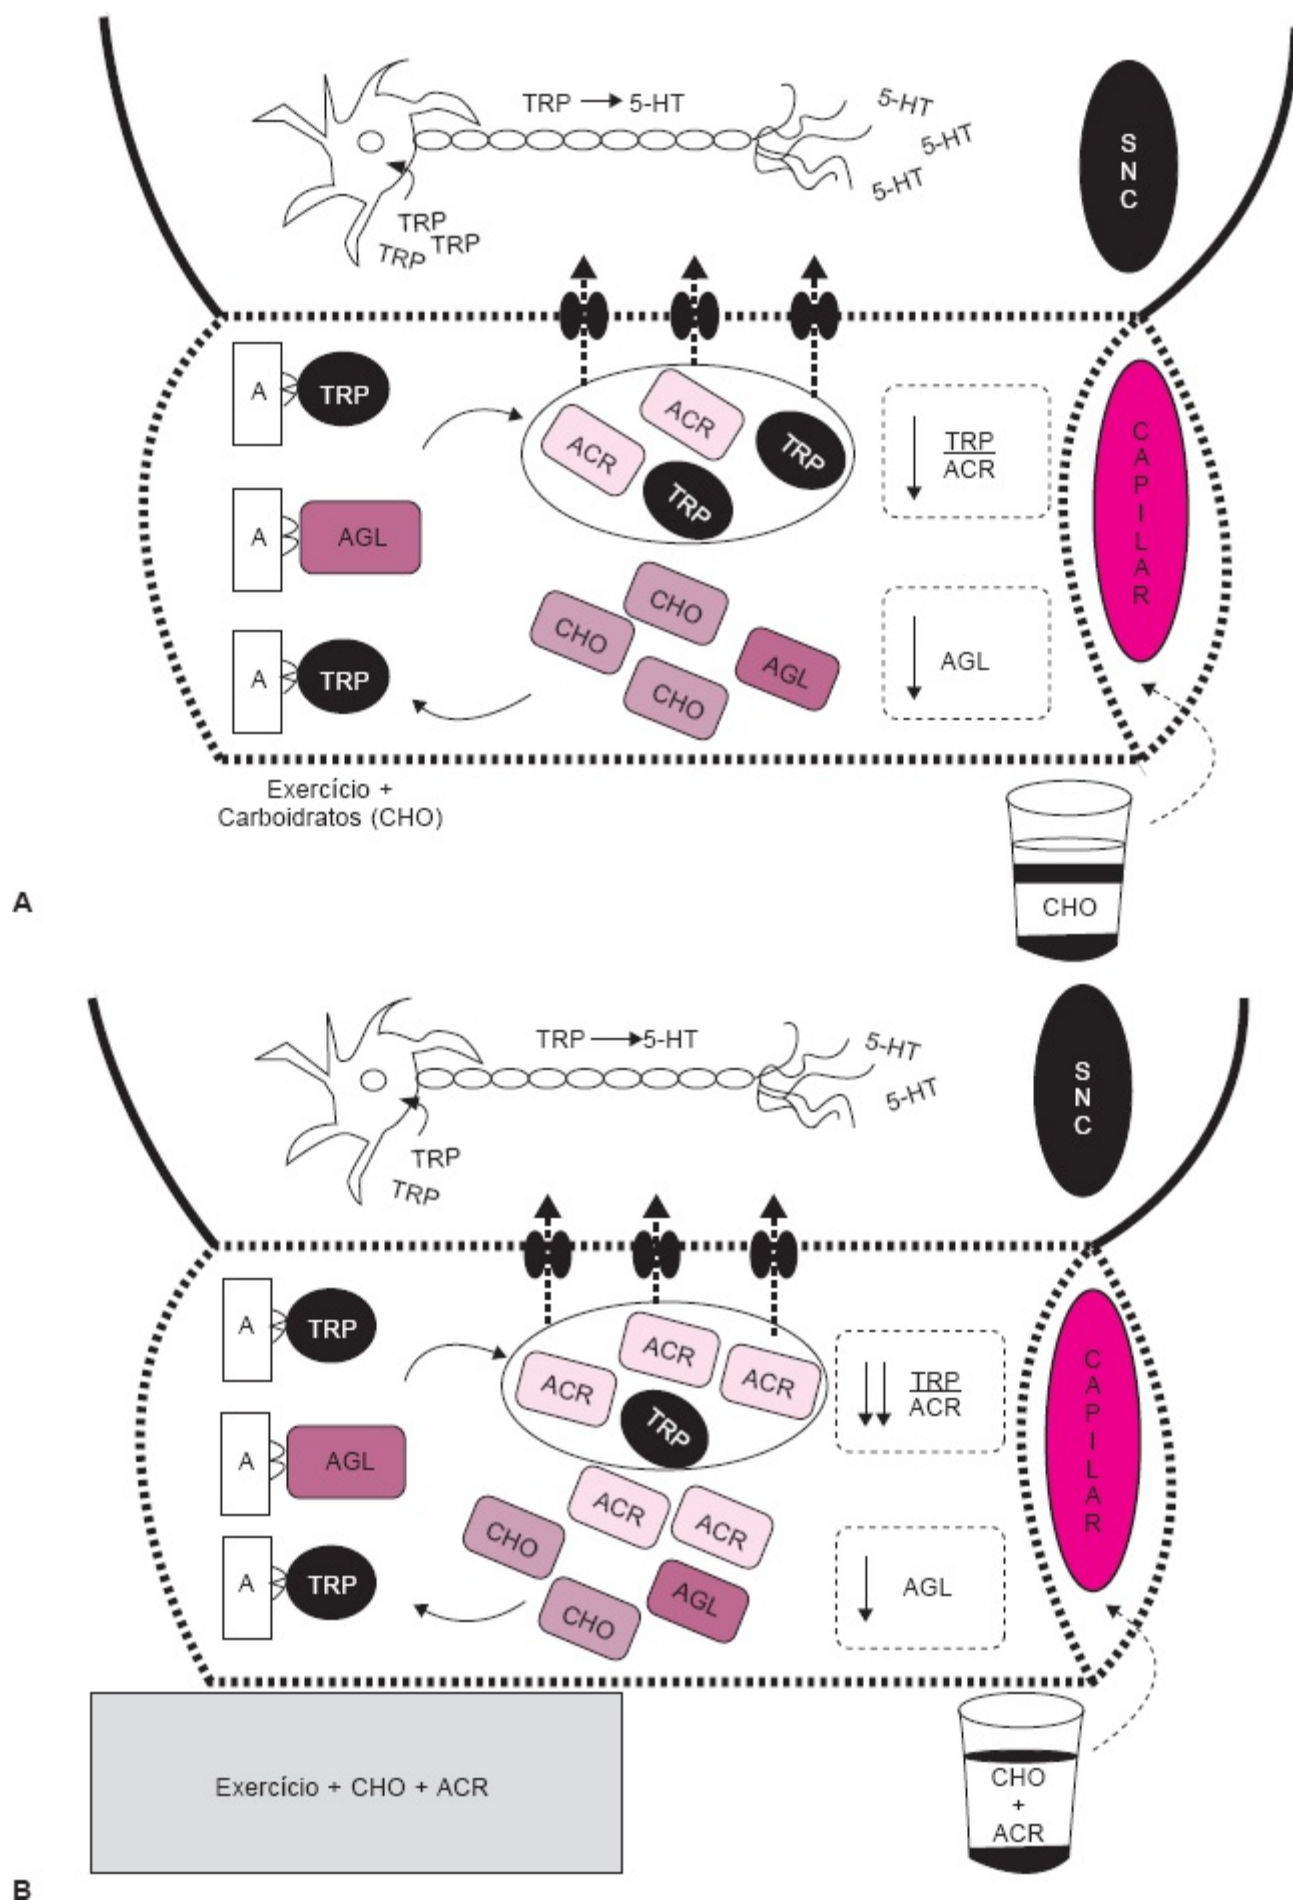 TRP → 5-HT
5-HT
5-HT
5-HT
S
N
C
TRP
TRP
TRP
A
TRP
ACR
ACR
TRP
TRP
TRP
ACR
C
A
P
I
L
A
R
A
AGL
CHO
CHO
CHO
AGL
AGL
A
TRP
Exercício +
Carboidratos (CHO)
CHO
A
TRP → 5-HT
5-HT
5-HT
S
N
C
TRP
TRP
A
TRP
ACR
ACR
ACR
TRP
TRP
ACR
C
A
P
I
L
A
R
A
AGL
ACR
ACR
CHO
CHO
AGL
AGL
A
TRP
Exercício + CHO + ACR
CHO
+
ACR
B